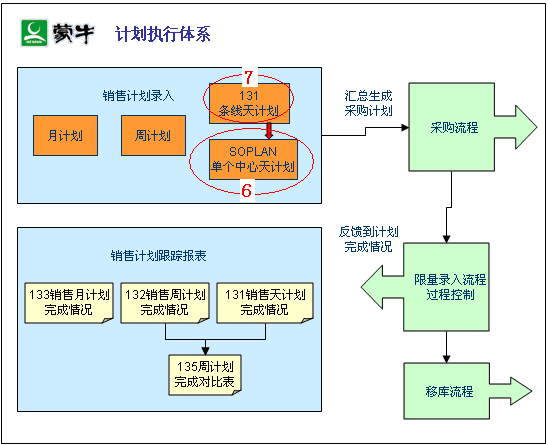 蒙牛
计划执行体系
销售计划录入
月计划
周计划
7
131
条线天计划
SOPLAN
单个中心天计划
6
汇总生成
采购计划
采购流程
反馈到计划
完成情况
限量录入流程
过程控制
移库流程
销售计划跟踪报表
133销售月计划
完成情况
132销售周计划
完成情况
131销售天计划
完成情况
135周计划
完成对比表